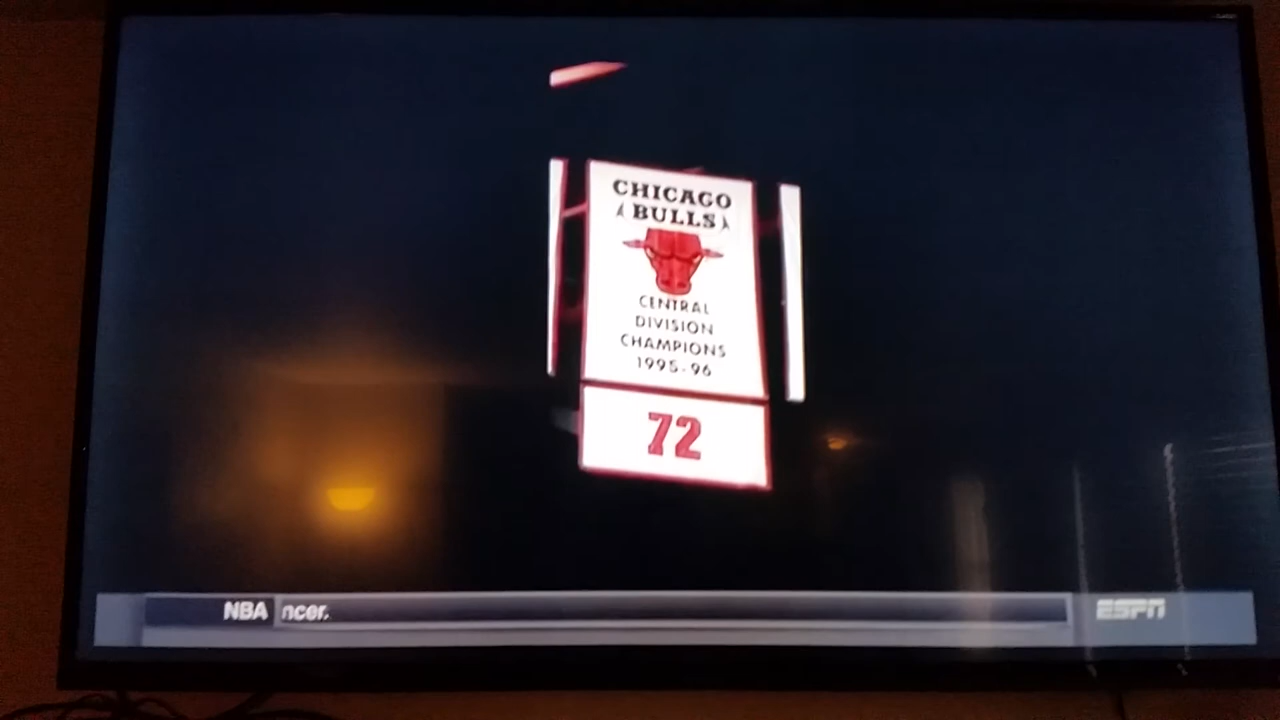 CHICAGO
BULLS
CENTRAL
DIVISION
CHAMPIONS
1995-96
72
NBA ncer.
ESPN